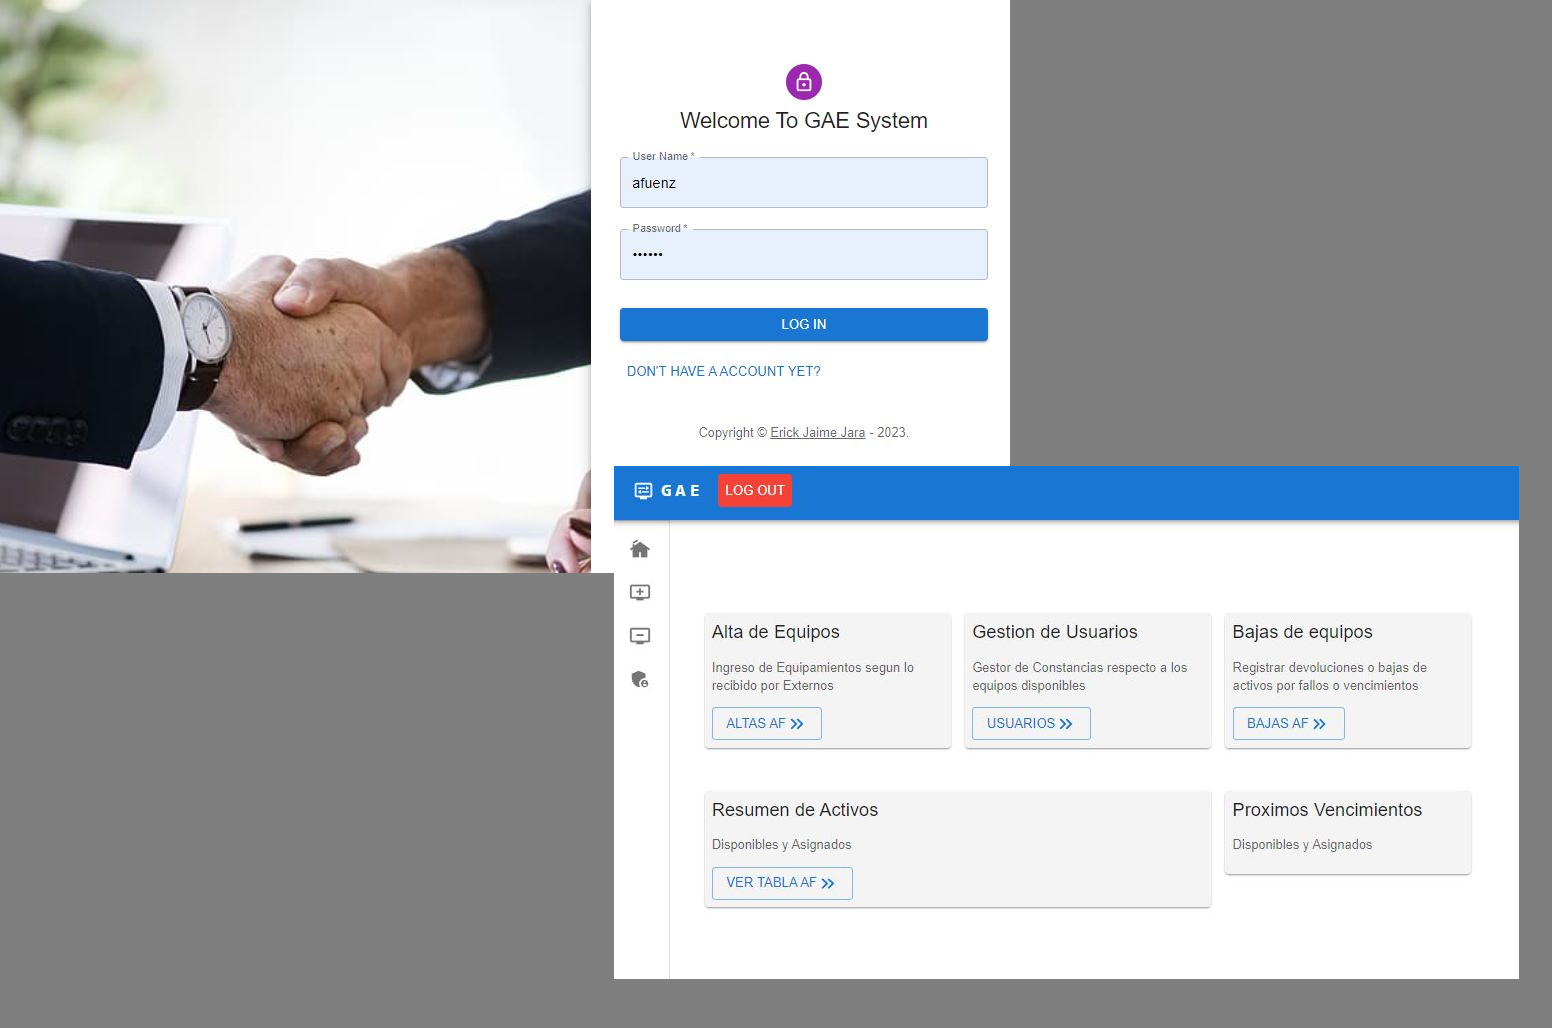 Welcome To GAE System
User Name *
afuenz
Password *
••••••
LOG IN
DON'T HAVE A ACCOUNT YET?
Copyright © Erick Jaime Jara - 2023.
GAE
LOG OUT
Alta de Equipos
Ingreso de Equipamientos segun lo
recibido por Externos
ALTAS AF
Gestion de Usuarios
Gestor de Constancias respecto a los
equipos disponibles
USUARIOS
Bajas de equipos
Registrar devoluciones o bajas de
activos por fallos o vencimientos
BAJAS AF
Resumen de Activos
Disponibles y Asignados
VER TABLA AF
Proximos Vencimientos
Disponibles y Asignados